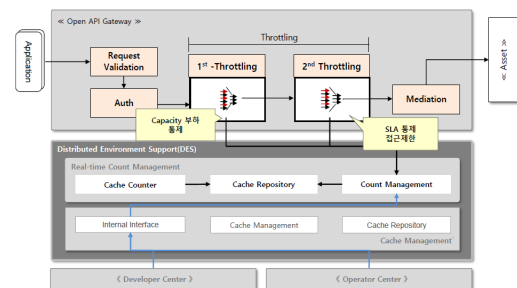 ≪ Open API Gateway ≫
Throttling
Application
Request
Validation
1st -Throttling
2nd Throttling
≪ Asset ≫
Auth
Mediation
Capacity 부하
통제
SLA 통제
접근제한
Distributed Environment Support(DES)
Real-time Count Management
Cache Counter
Cache Repository
Count Management
Internal Interface
Cache Management
Cache Repository
Cache Management
《 Developer Center 》
《 Operator Center 》